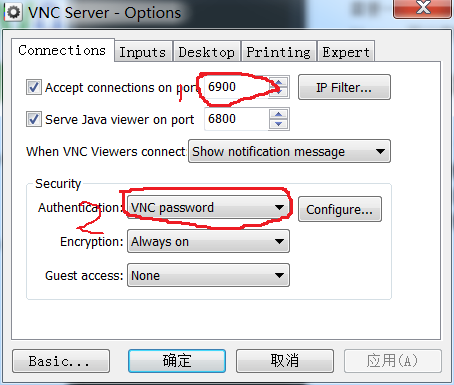 VNC Server - Options
Connections Inputs Desktop Printing Expert
Accept connections on port 6900 IP Filter...
1
Serve Java viewer on port 6800
When VNC Viewers connect Show notification message
Security
Authentication: VNC password Configure...
2
Encryption: Always on
Guest access: None
Basic... 确定 取消 应用(A)